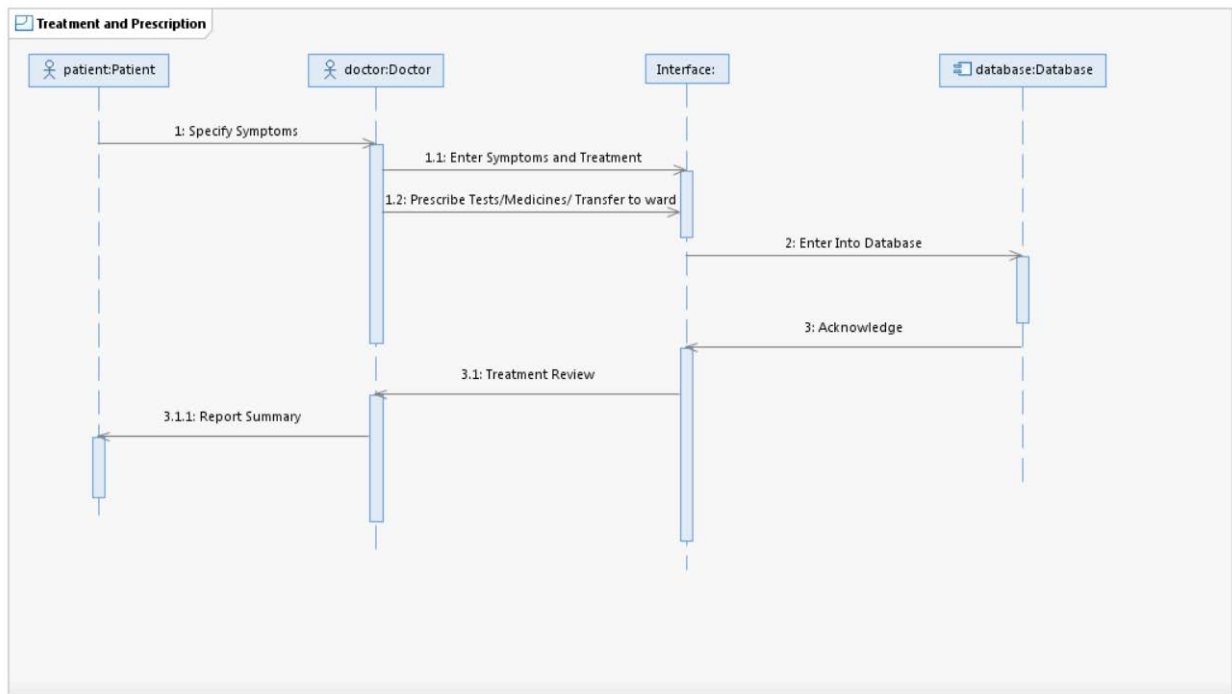 Treatment and Prescription
patient:Patient
doctor:Doctor
Interface:
database:Database
1: Specify Symptoms
1.1: Enter Symptoms and Treatment
1.2: Prescribe Tests/Medicines/ Transfer to ward
2: Enter Into Database
3: Acknowledge
3.1: Treatment Review
3.1.1: Report Summary